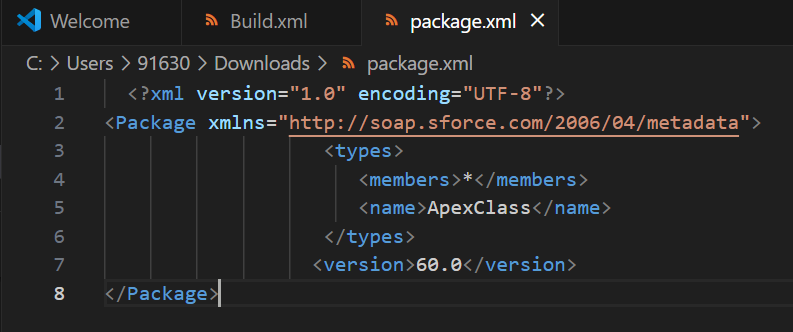 Welcome Build.xml package.xml
C: > Users > 91630 > Downloads > package.xml
1 <?xml version="1.0" encoding="UTF-8"?>
2 <Package xmlns="http://soap.sforce.com/2006/04/metadata">
3 <types>
4 <members>*</members>
5 <name>ApexClass</name>
6 </types>
7 <version>60.0</version>
8 </Package>